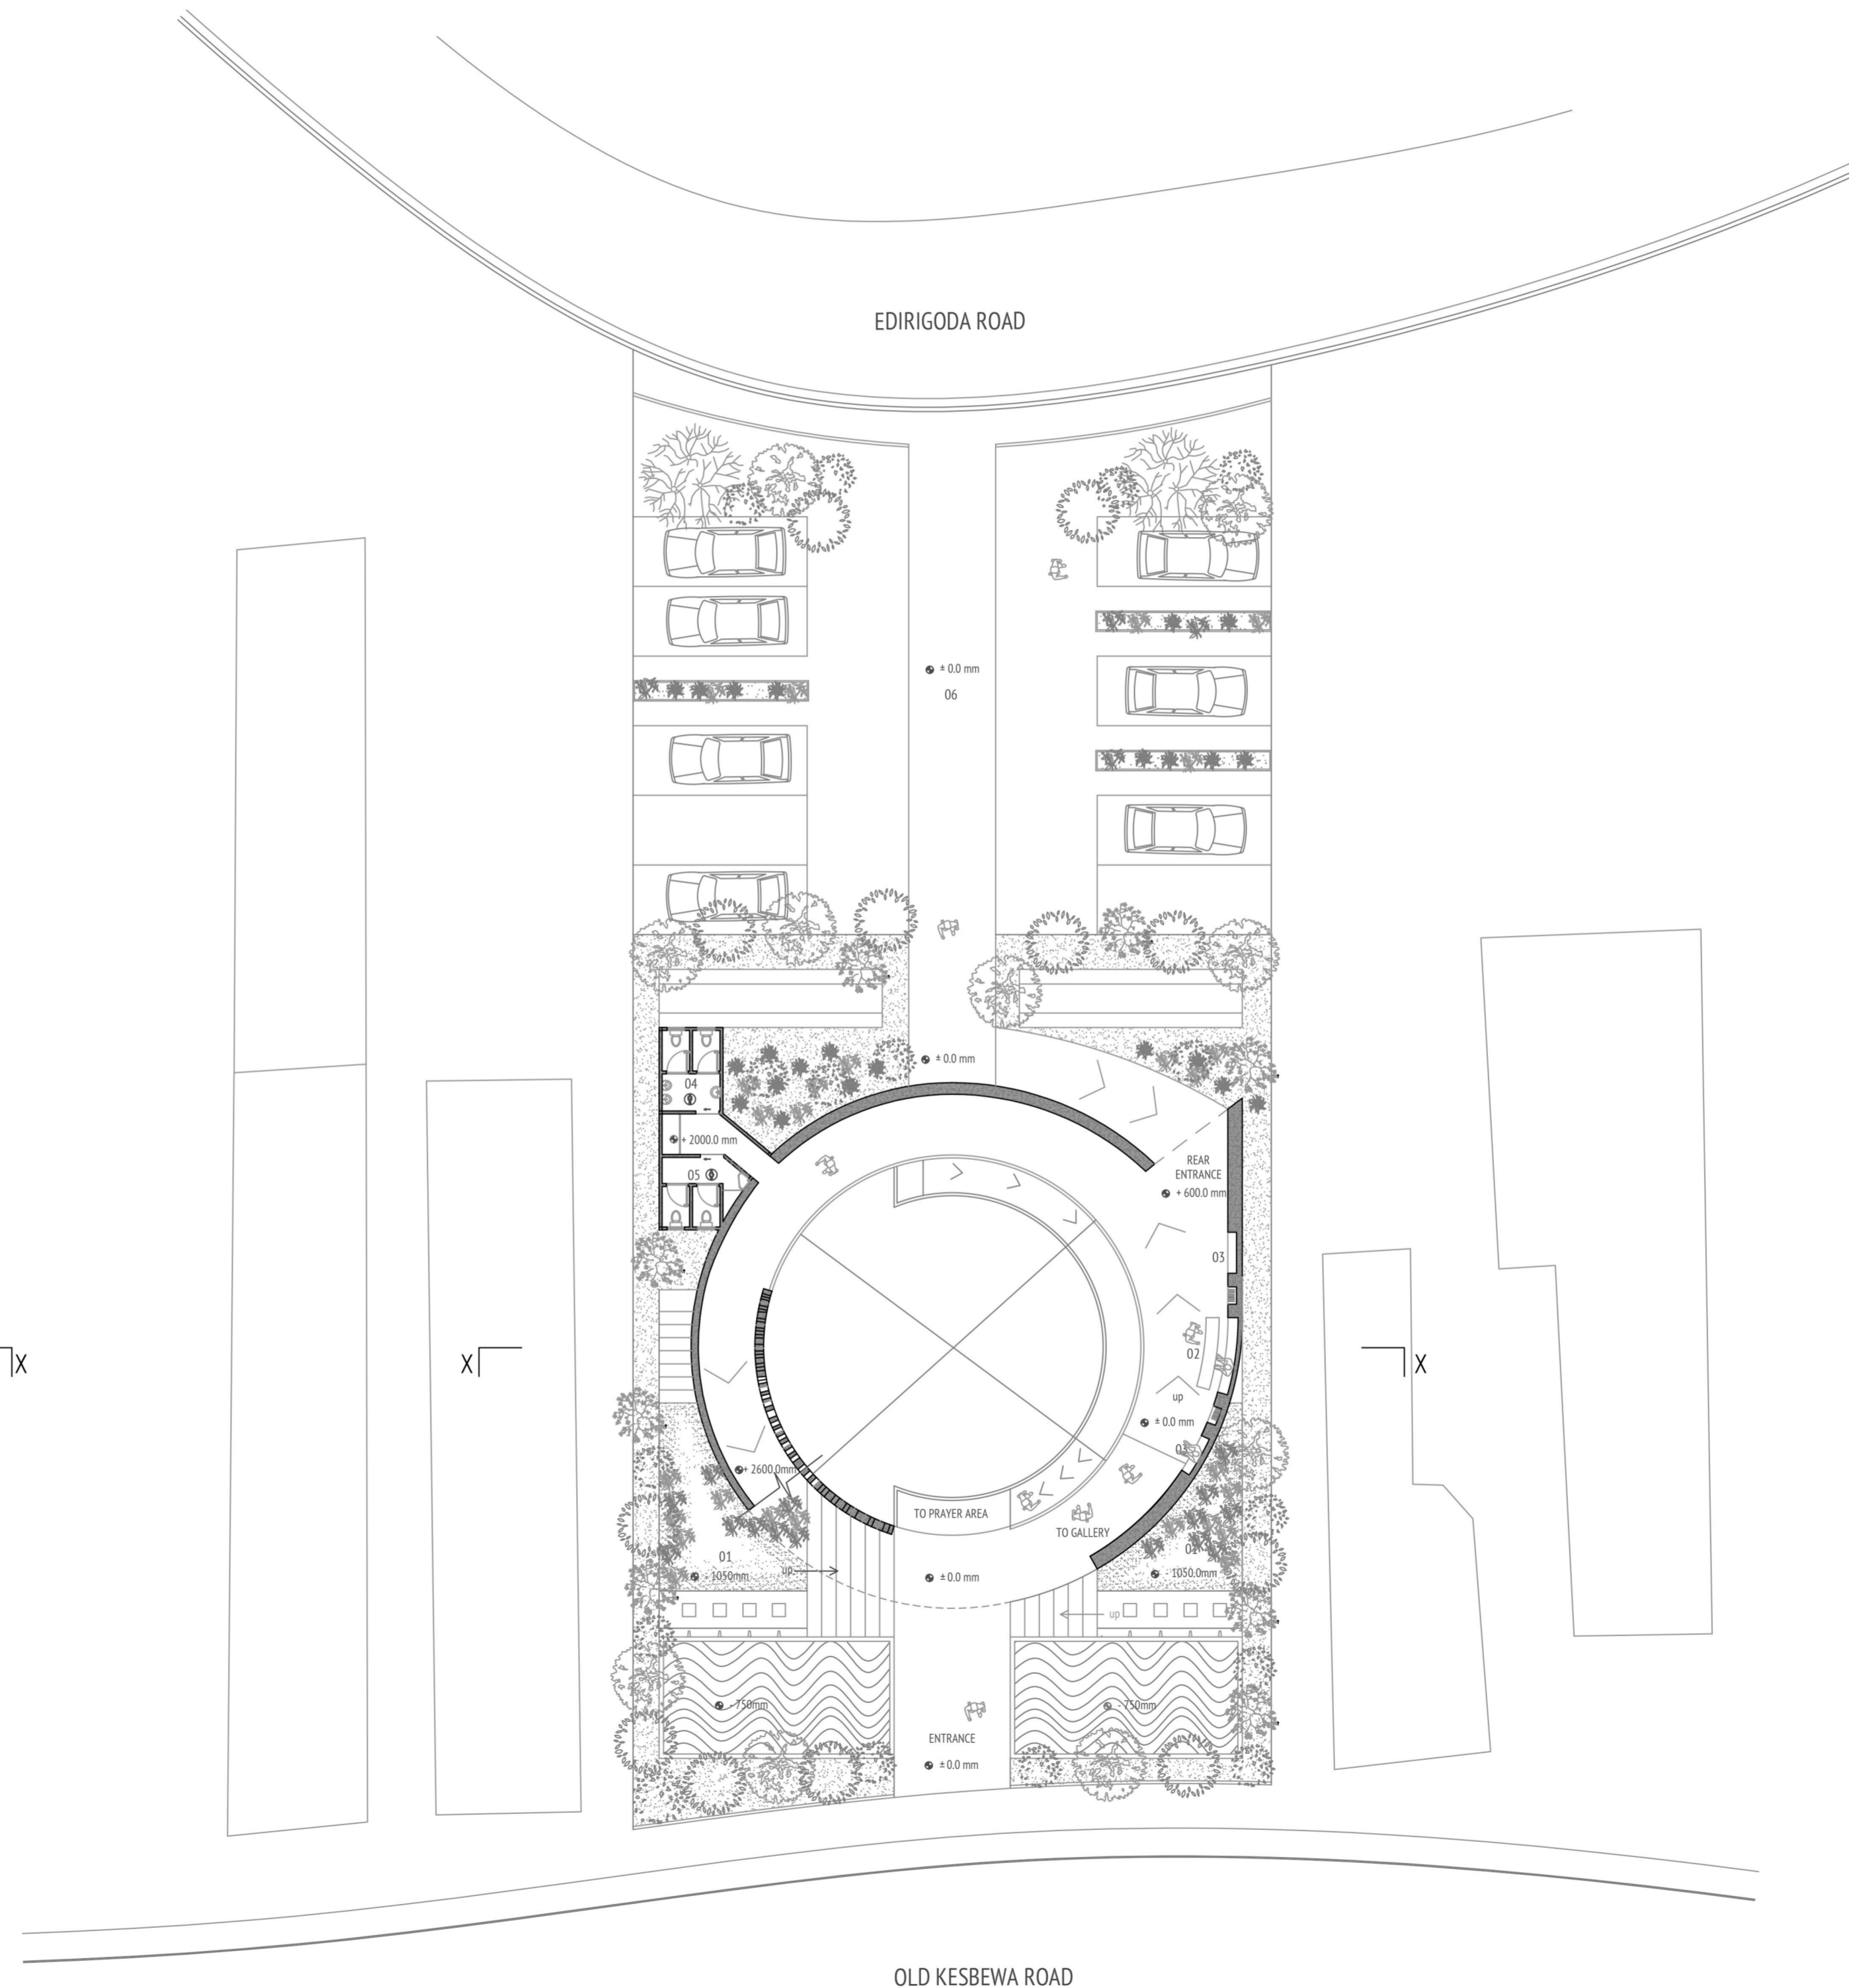 EDIRIGODA ROAD
± 0.0 mm
06
± 0.0 mm
04
+ 2000.0 mm
05
REAR
ENTRANCE
+ 600.0 mm
03
02
X
X
X
up
± 0.0 mm
03
+ 2600.0mm
TO PRAYER AREA
TO GALLERY
01
- 1050mm
up
± 0.0 mm
01
- 1050.0mm
up
- 750mm
- 750mm
ENTRANCE
± 0.0 mm
OLD KESBEWA ROAD